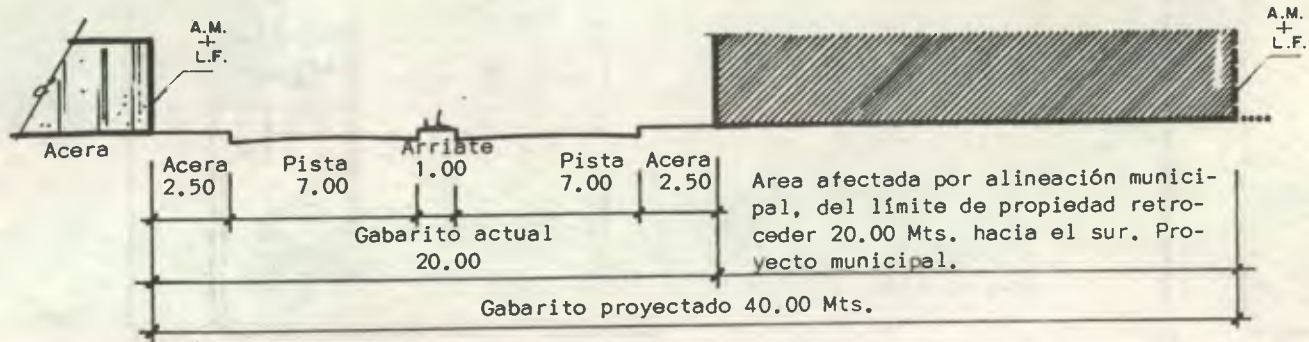 A.M.
+
L.F.
A.M.
+
L.F.
Acera
Acera
2.50
Pista
7.00
Arriate
1.00
Pista
7.00
Acera
2.50
Area afectada por alineación munici-
pal, del límite de propiedad retro-
ceder 20.00 Mts. hacia el sur. Pro-
yecto municipal.
Gabarito actual
20.00
Gabarito proyectado 40.00 Mts.